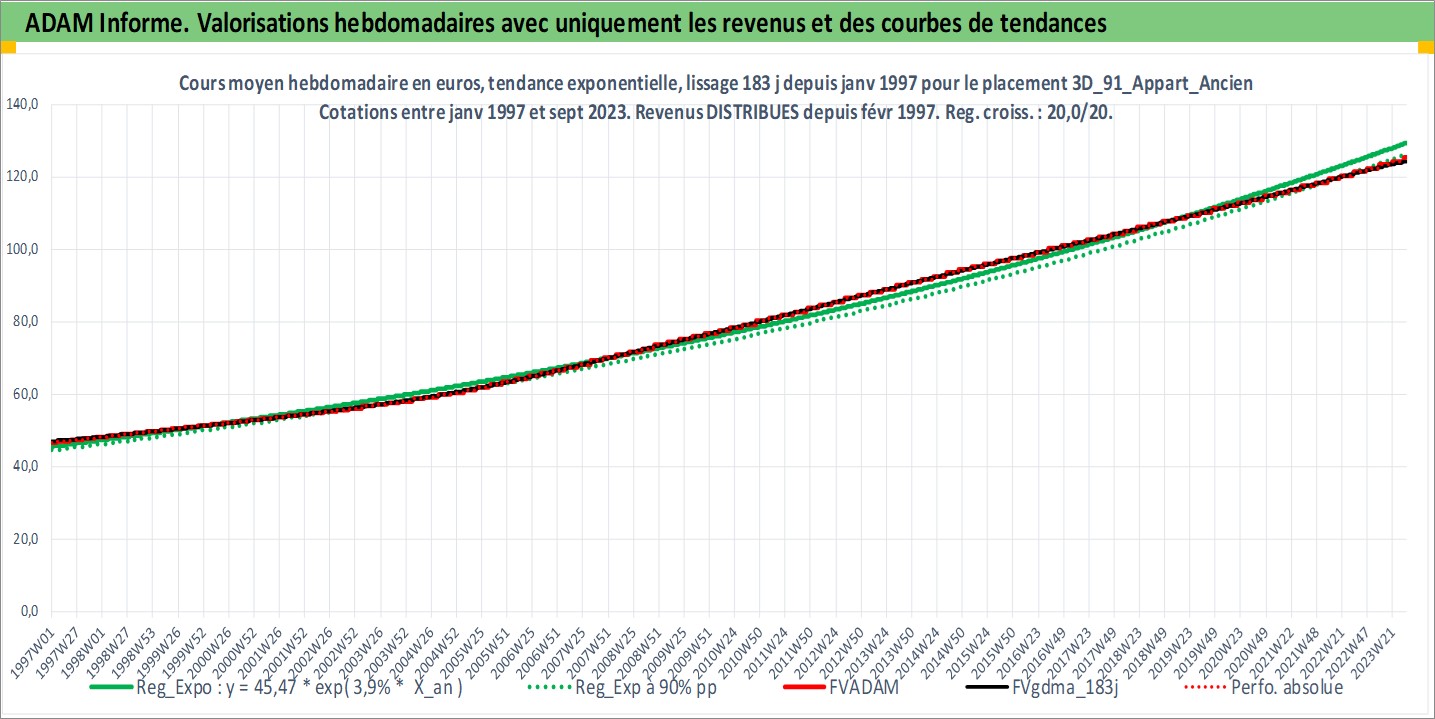 ADAM Informe. Valorisations hebdomadaires avec uniquement les revenus et des courbes de tendances
Cours moyen hebdomadaire en euros, tendance exponentielle, lissage 183 j depuis janv 1997 pour le placement 3D_91_Appart_Ancien
Cotations entre janv 1997 et sept 2023. Revenus DISTRIBUES depuis févr 1997. Reg. croiss. : 20,0/20.
140,0
120,0
100,0
80,0
60,0
40,0
20,0
0,0
1997W01
1997W27
1998W01
1998W27
1998W53
1999W26
1999W52
2000W26
2000W52
2001W26
2001W52
2002W26
2002W52
2003W26
2003W52
2004W26
2004W52
2005W25
2005W51
2006W25
2006W51
2007W25
2007W51
2008W25
2008W51
2009W25
2009W51
2010W24
2010W50
2011W24
2011W50
2012W24
2012W50
2013W24
2013W50
2014W24
2014W50
2015W24
2015W50
2016W23
2016W49
2017W23
2017W49
2018W23
2018W49
2019W23
2019W49
2020W23
2020W49
2021W22
2021W48
2022W21
2022W47
2023W21
Reg_Expo : y = 45,47 * exp( 3,9% * X_an )
Reg_Exp à 90% pp
FVADAM
FVgdma_183j
Perfo. absolue